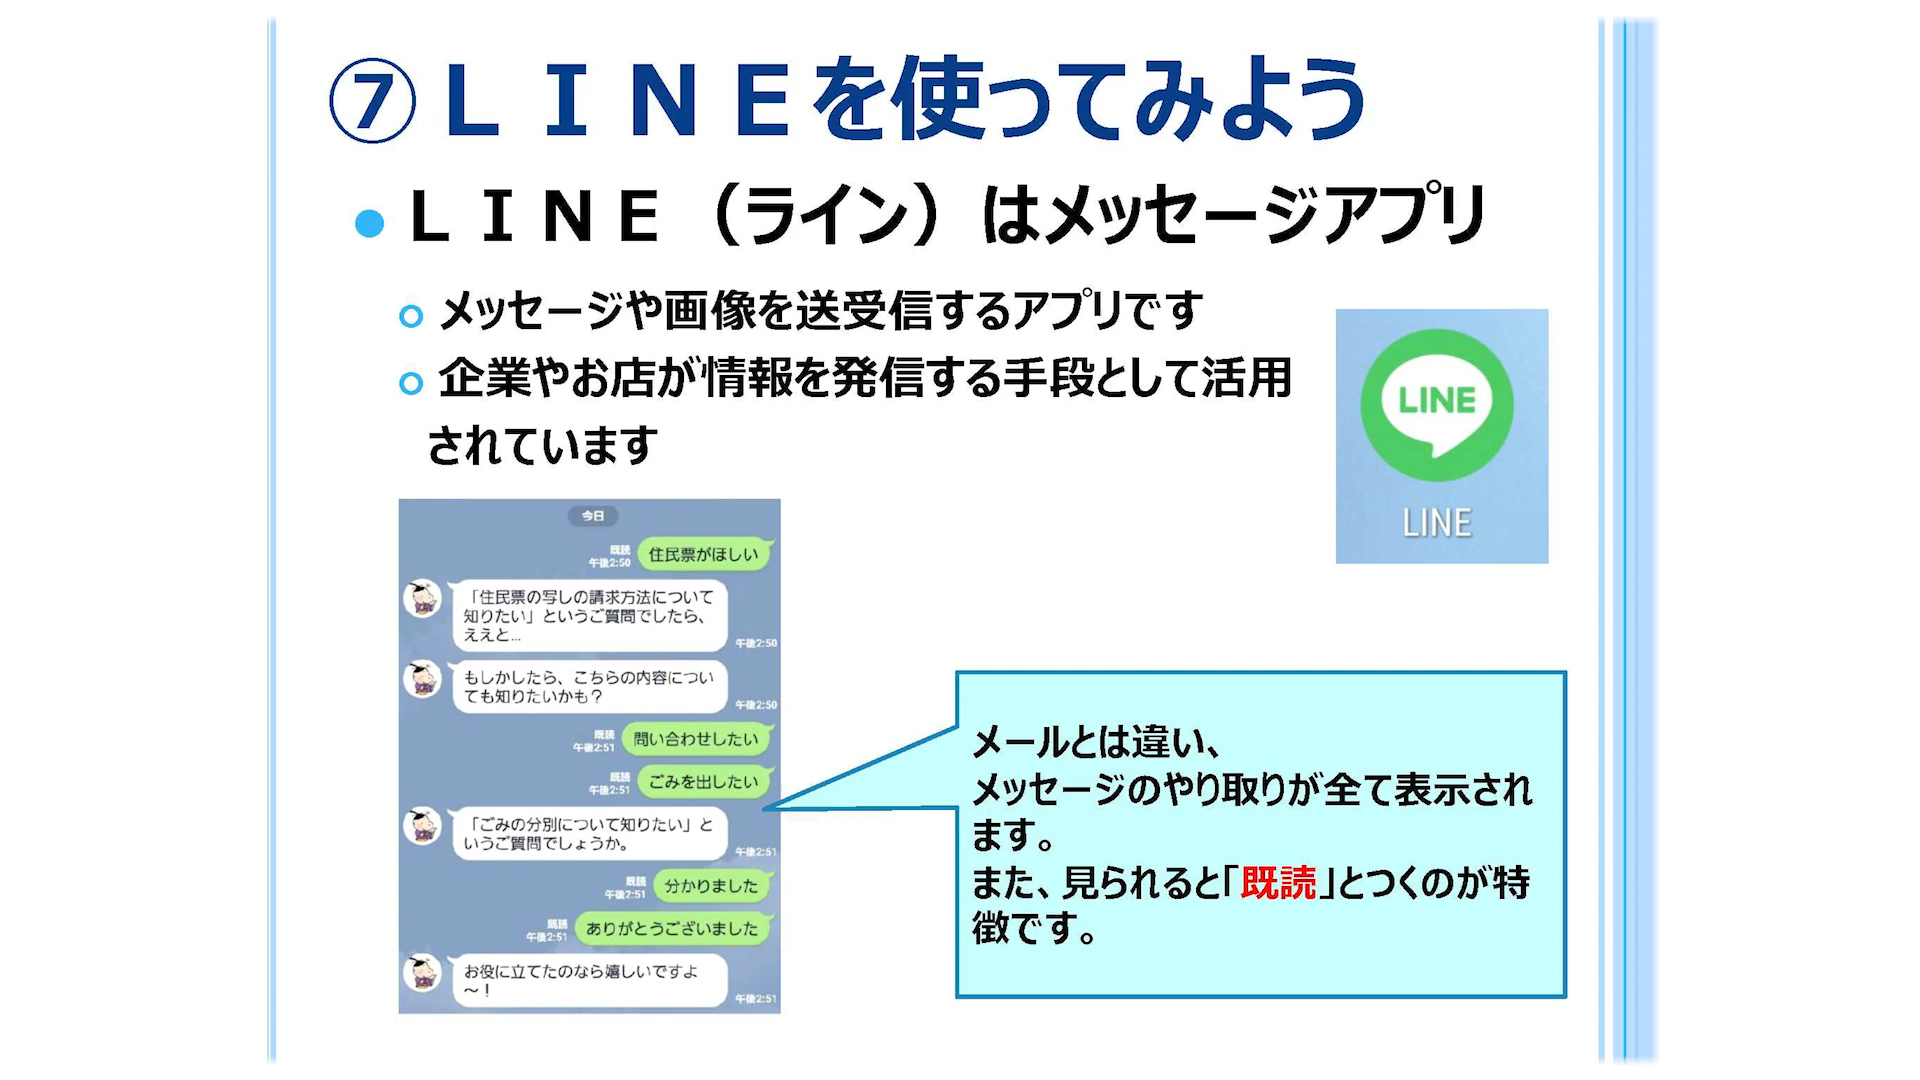 ⑦ＬＩＮＥを使ってみよう
ＬＩＮＥ（ライン）はメッセージアプリ
メッセージや画像を送受信するアプリです
企業やお店が情報を発信する手段として活用
されています
LINE
LINE
今日
既読
午後2:50
住民票がほしい
「住民票の写しの請求方法について
知りたい」というご質問でしたら、
ええと...
午後2:50
もしかしたら、こちらの内容につい
ても知りたいかも？
午後2:50
既読
午後2:51
問い合わせしたい
既読
午後2:51
ごみを出したい
「ごみの分別について知りたい」と
いうご質問でしょうか。
午後2:51
既読
午後2:51
分かりました
既読
午後2:51
ありがとうございました
お役に立てたのなら嬉しいですよ
～！
午後2:51
メールとは違い、
メッセージのやり取りが全て表示され
ます。
また、見られると「既読」とつくのが特
徴です。